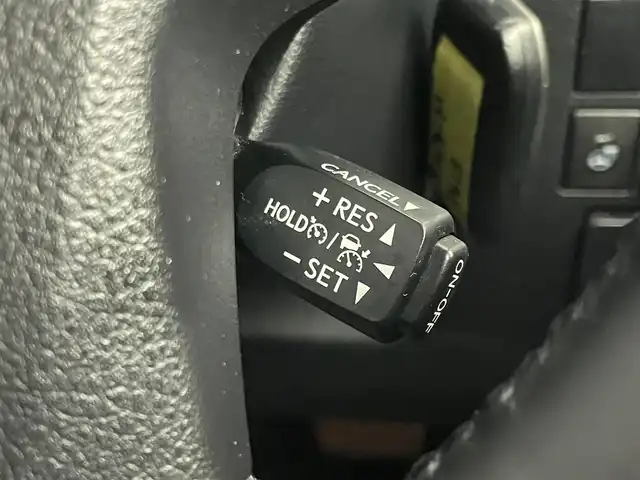 CANCEL
+ RES
HOLD /
− SET
ON-OFF